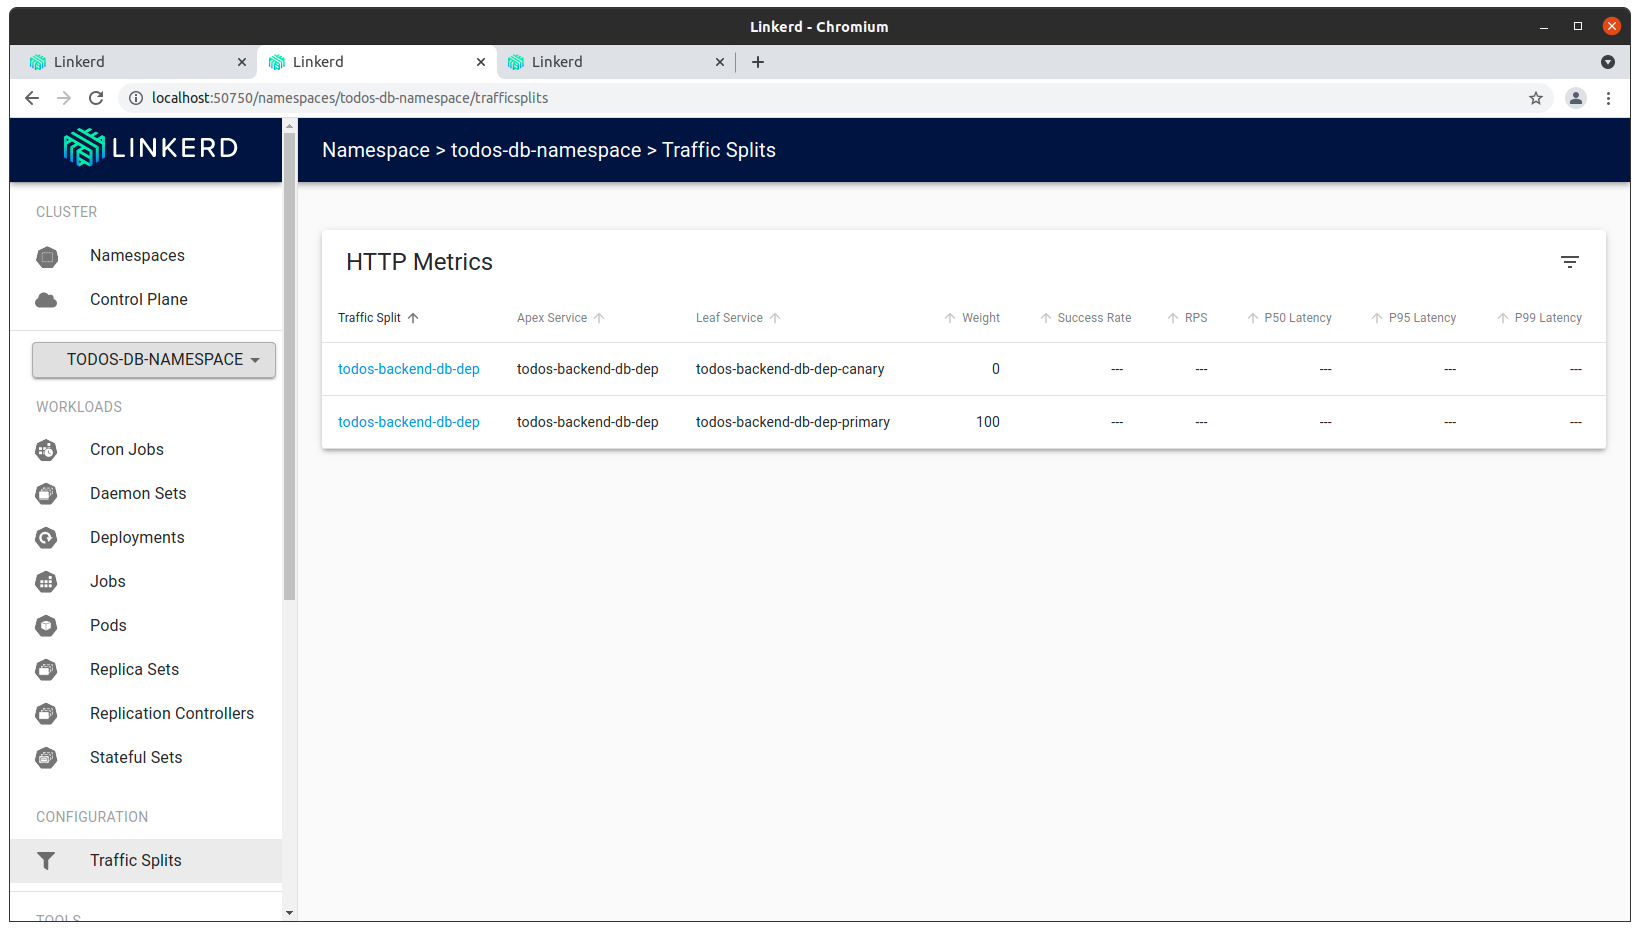 Linkerd - Chromium
Linkerd
Linkerd
Linkerd
localhost:50750/namespaces/todos-db-namespace/trafficsplits
LINKERD
Namespace > todos-db-namespace > Traffic Splits
CLUSTER
Namespaces
Control Plane
TODOS-DB-NAMESPACE
WORKLOADS
Cron Jobs
Daemon Sets
Deployments
Jobs
Pods
Replica Sets
Replication Controllers
Stateful Sets
CONFIGURATION
Traffic Splits
TOOLS
HTTP Metrics
Traffic Split Apex Service Leaf Service Weight Success Rate RPS P50 Latency P95 Latency P99 Latency
todos-backend-db-dep todos-backend-db-dep todos-backend-db-dep-canary 0 --- --- --- --- ---
todos-backend-db-dep todos-backend-db-dep todos-backend-db-dep-primary 100 --- --- --- --- ---